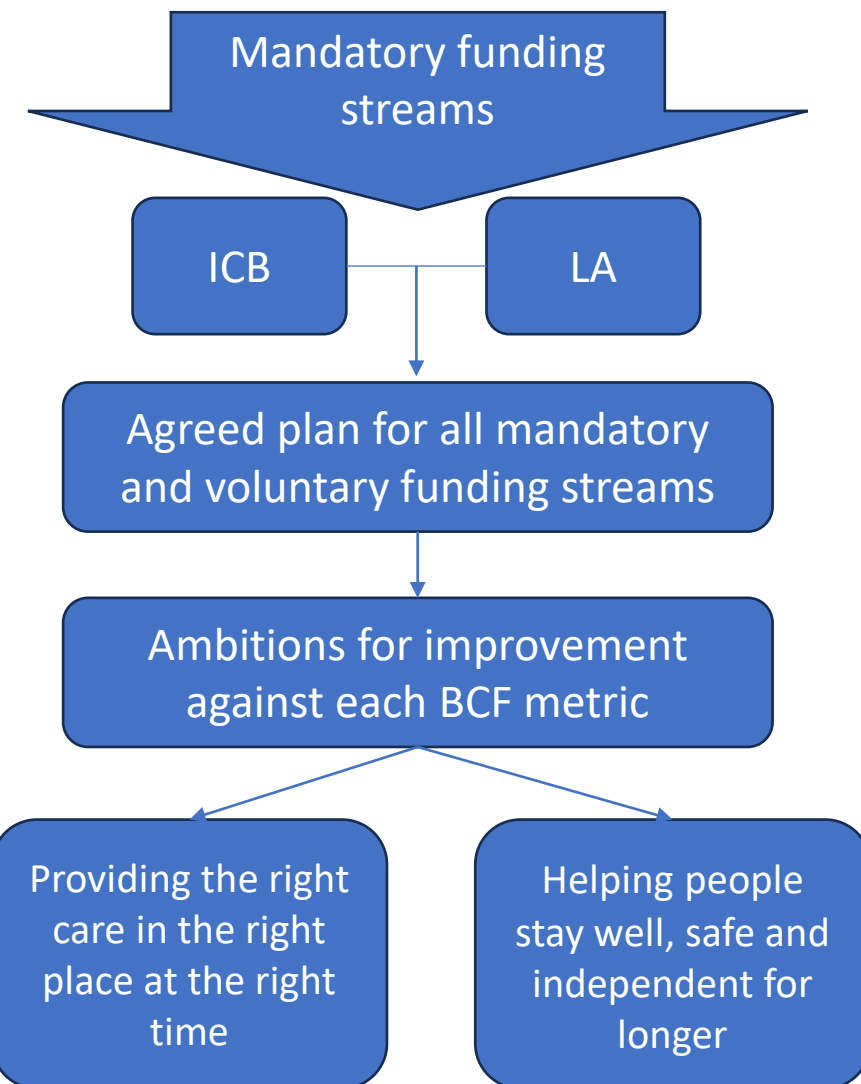 Mandatory funding
streams
ICB
LA
Agreed plan for all mandatory
and voluntary funding streams
Ambitions for improvement
against each BCF metric
Providing the right
care in the right
place at the right
time
Helping people
stay well, safe and
independent for
longer